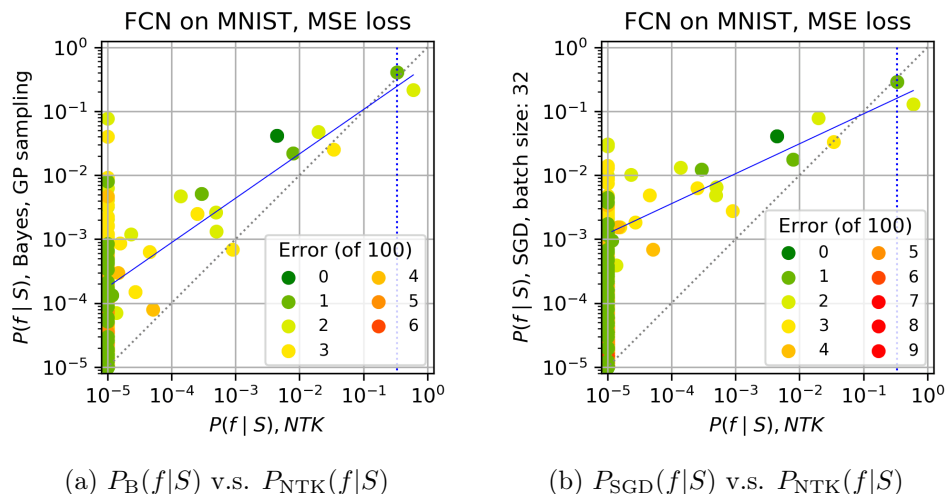 FCN on MNIST, MSE loss
P(f | S), Bayes, GP sampling
10^0
10^-1
10^-2
10^-3
10^-4
10^-5
Error (of 100)
0 4
1 5
2 6
3
10^-5 10^-4 10^-3 10^-2 10^-1 10^0
P(f | S), NTK
(a) P_B(f|S) v.s. P_NTK(f|S)
FCN on MNIST, MSE loss
P(f | S), SGD, batch size: 32
10^0
10^-1
10^-2
10^-3
10^-4
10^-5
Error (of 100)
0 5
1 6
2 7
3 8
4 9
10^-5 10^-4 10^-3 10^-2 10^-1 10^0
P(f | S), NTK
(b) P_SGD(f|S) v.s. P_NTK(f|S)